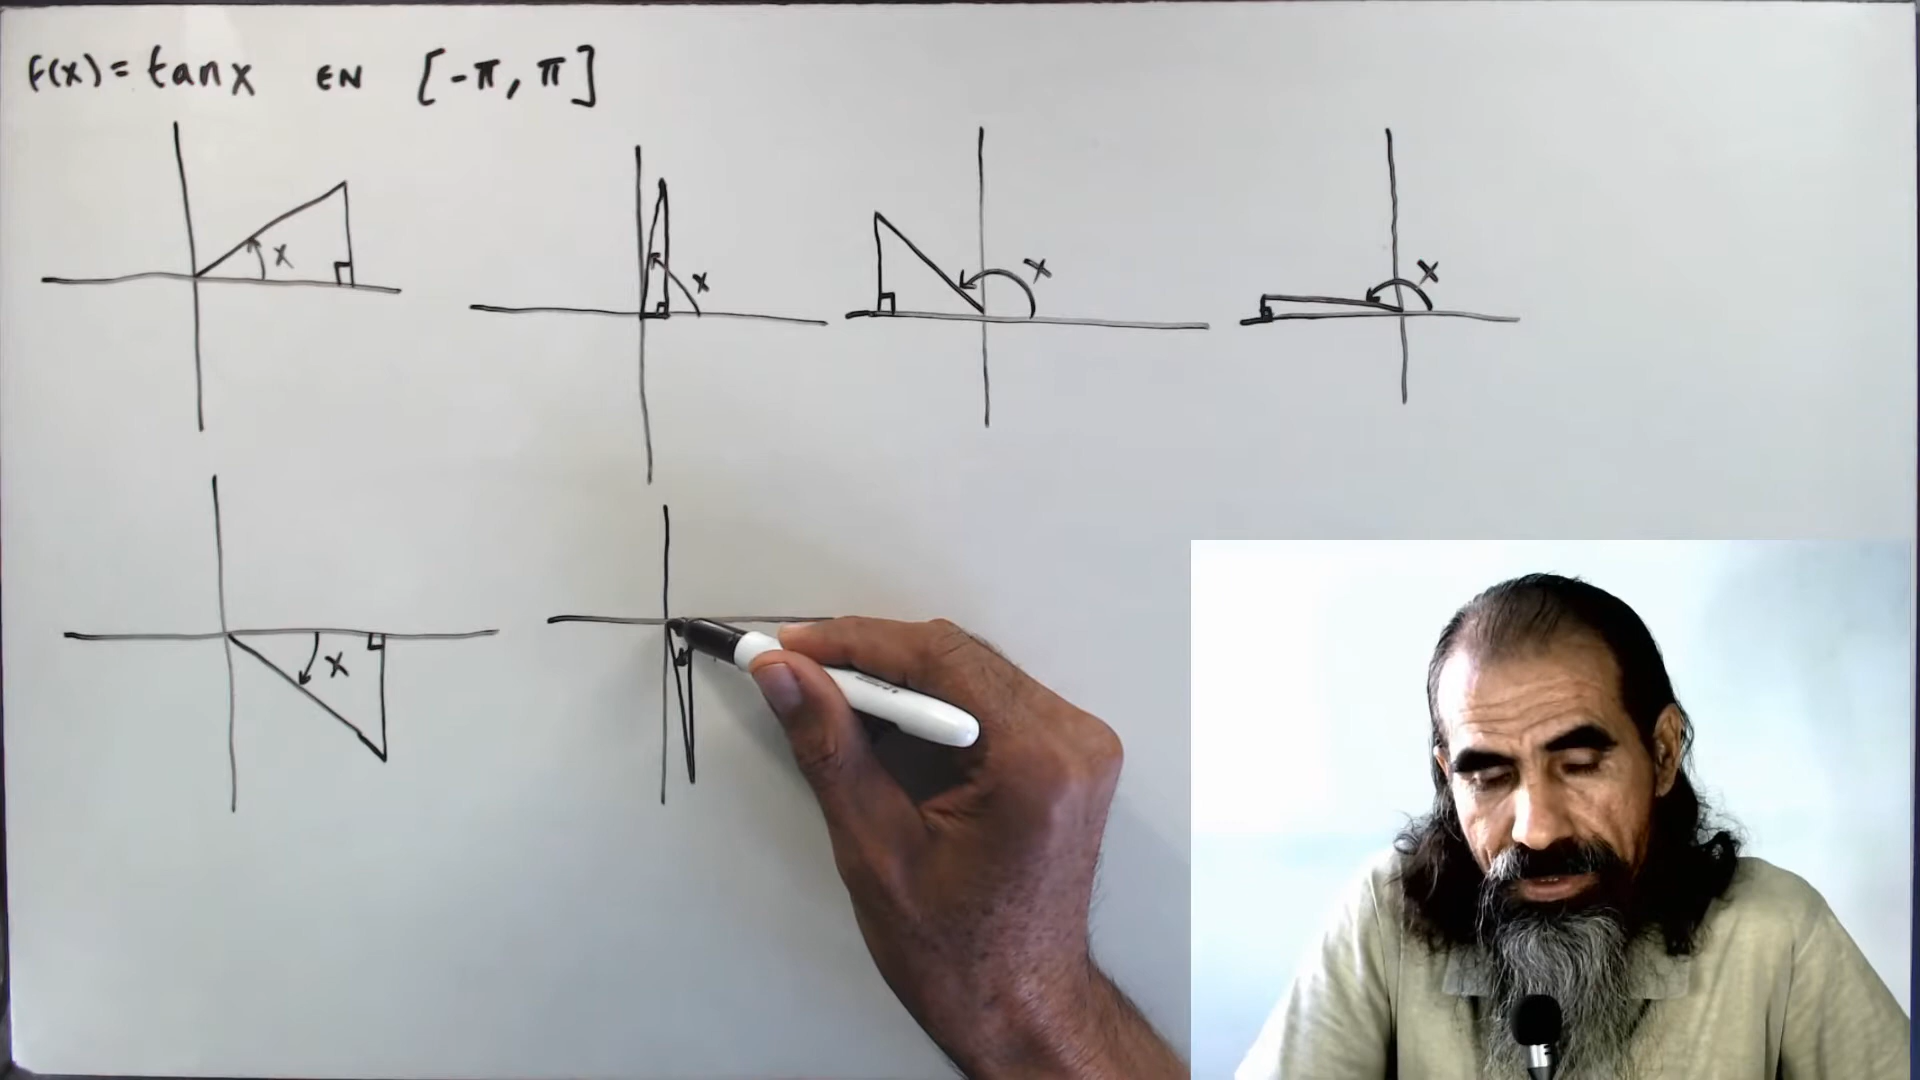 f(x) = tan x EN [-π, π]
x
x
x
x
x